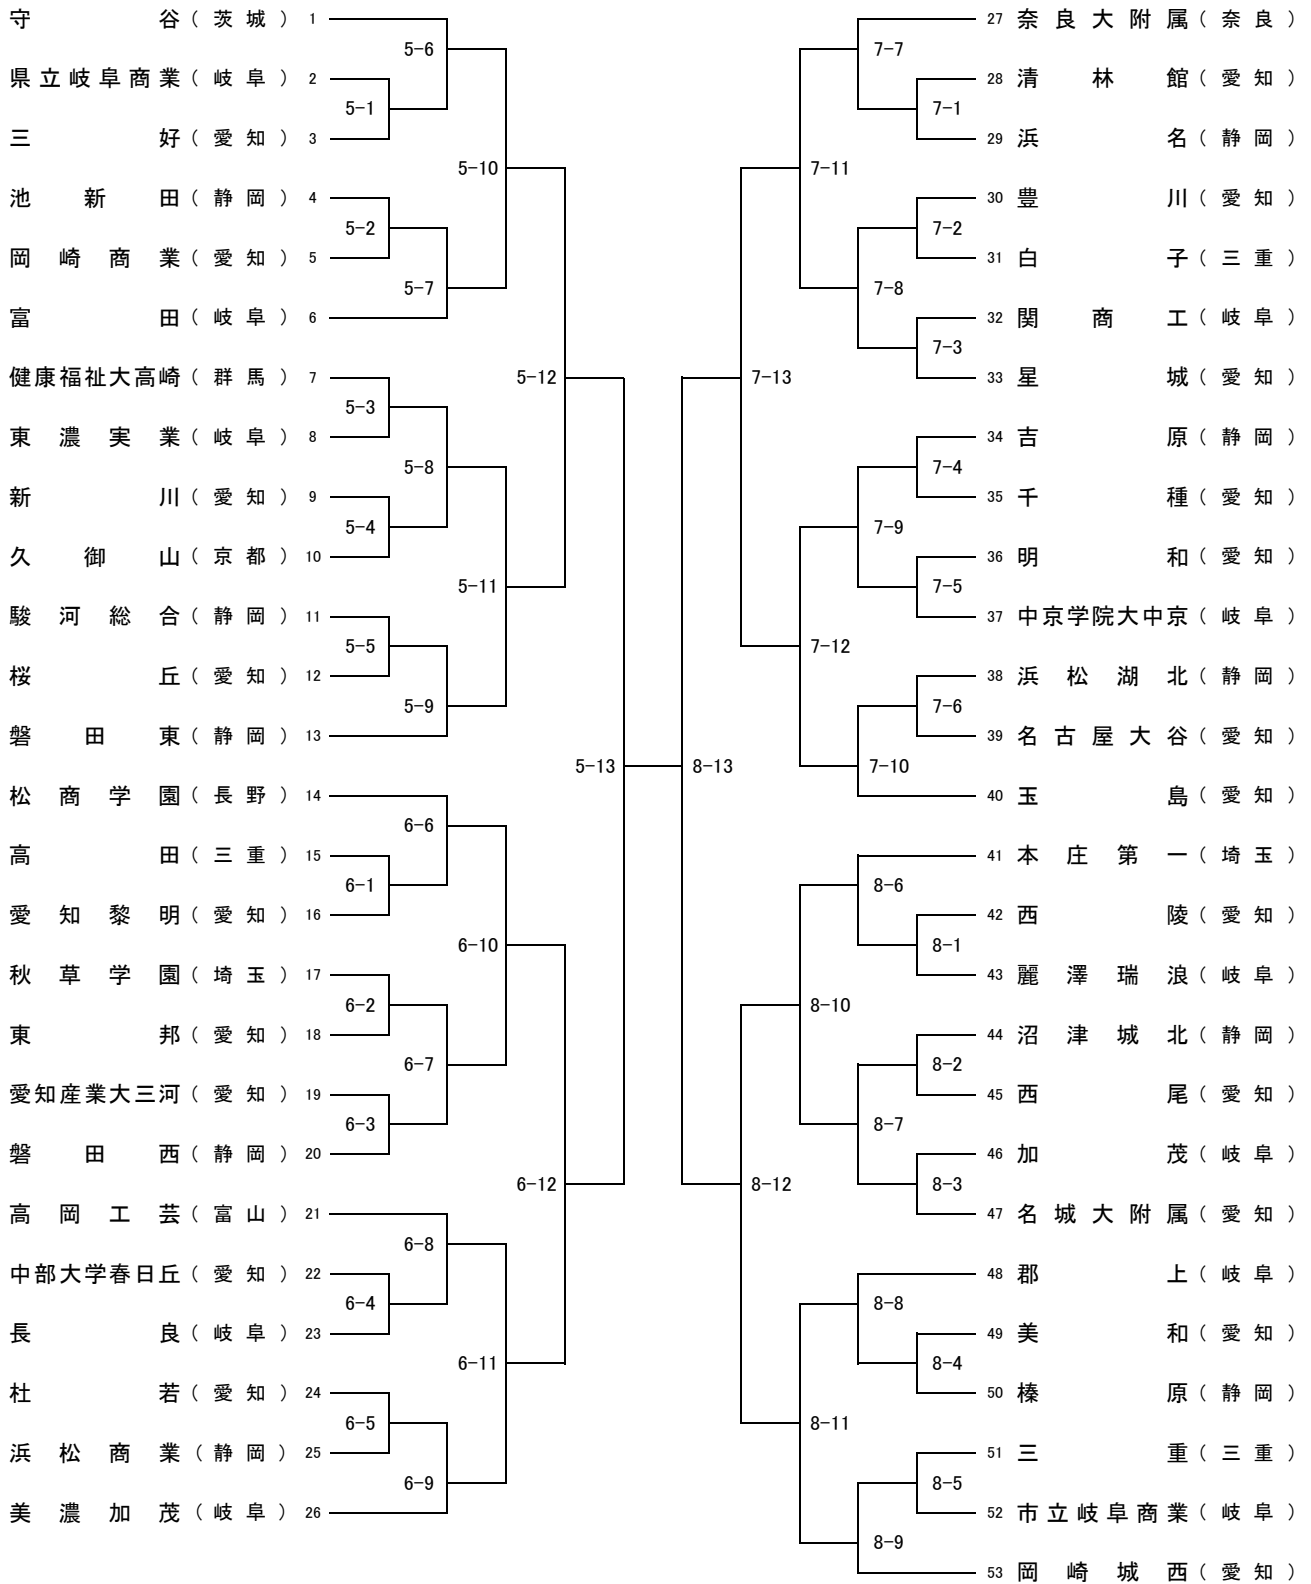 守谷（茨城） 1
県立岐阜商業（岐阜） 2
三好（愛知） 3
池新田（静岡） 4
岡崎商業（愛知） 5
富田（岐阜） 6
健康福祉大高崎（群馬） 7
東濃実業（岐阜） 8
新川（愛知） 9
久御山（京都） 10
駿河総合（静岡） 11
桜丘（愛知） 12
磐田東（静岡） 13
松商学園（長野） 14
高田（三重） 15
愛知黎明（愛知） 16
秋草学園（埼玉） 17
東邦（愛知） 18
愛知産業大三河（愛知） 19
磐田西（静岡） 20
高岡工芸（富山） 21
中部大学春日丘（愛知） 22
長良（岐阜） 23
杜若（愛知） 24
浜松商業（静岡） 25
美濃加茂（岐阜） 26
5-6
5-1
5-10
5-2
5-7
5-12
5-3
5-8
5-4
5-11
5-5
5-9
5-13
6-6
6-1
6-10
6-2
6-7
6-3
6-12
6-8
6-4
6-11
6-5
6-9
8-13
7-7
7-1
7-11
7-2
7-8
7-3
7-13
7-4
7-9
7-5
7-12
7-6
7-10
8-6
8-1
8-10
8-2
8-7
8-3
8-12
8-8
8-4
8-11
8-5
8-9
27 奈良大附属（奈良）
28 清林館（愛知）
29 浜名（静岡）
30 豊川（愛知）
31 白子（三重）
32 関商工（岐阜）
33 星城（愛知）
34 吉原（静岡）
35 千種（愛知）
36 明和（愛知）
37 中京学院大中京（岐阜）
38 浜松湖北（静岡）
39 名古屋大谷（愛知）
40 玉島（愛知）
41 本庄第一（埼玉）
42 西陵（愛知）
43 麗澤瑞浪（岐阜）
44 沼津城北（静岡）
45 西尾（愛知）
46 加茂（岐阜）
47 名城大附属（愛知）
48 郡上（岐阜）
49 美和（愛知）
50 榛原（静岡）
51 三重（三重）
52 市立岐阜商業（岐阜）
53 岡崎城西（愛知）